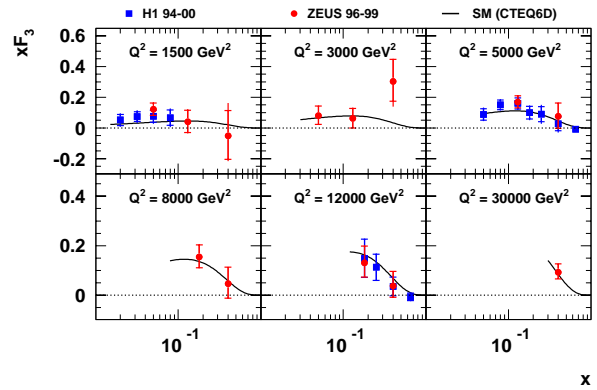 H1 94-00 ZEUS 96-99 SM (CTEQ6D)
xF₃
Q² = 1500 GeV² Q² = 3000 GeV² Q² = 5000 GeV²
0.6
0.4
0.2
0
-0.2
Q² = 8000 GeV² Q² = 12000 GeV² Q² = 30000 GeV²
0.4
0.2
0
10⁻¹ 10⁻¹ 10⁻¹
x